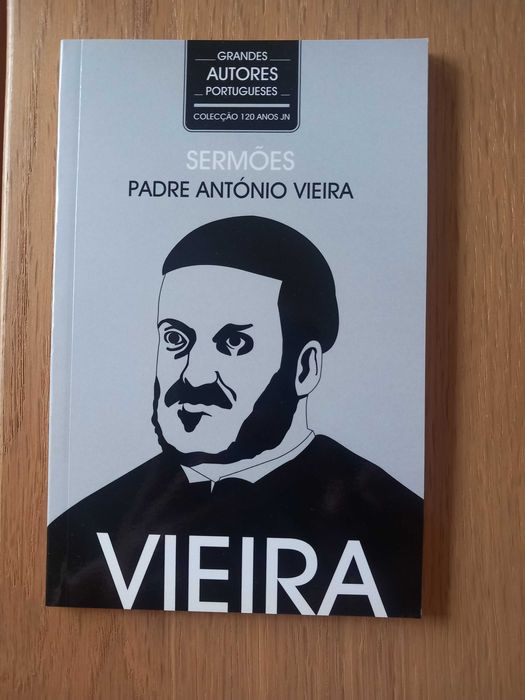 GRANDES
AUTORES
PORTUGUESES
COLECÇÃO 120 ANOS JN
SERMÕES
PADRE ANTÓNIO VIEIRA
VIEIRA